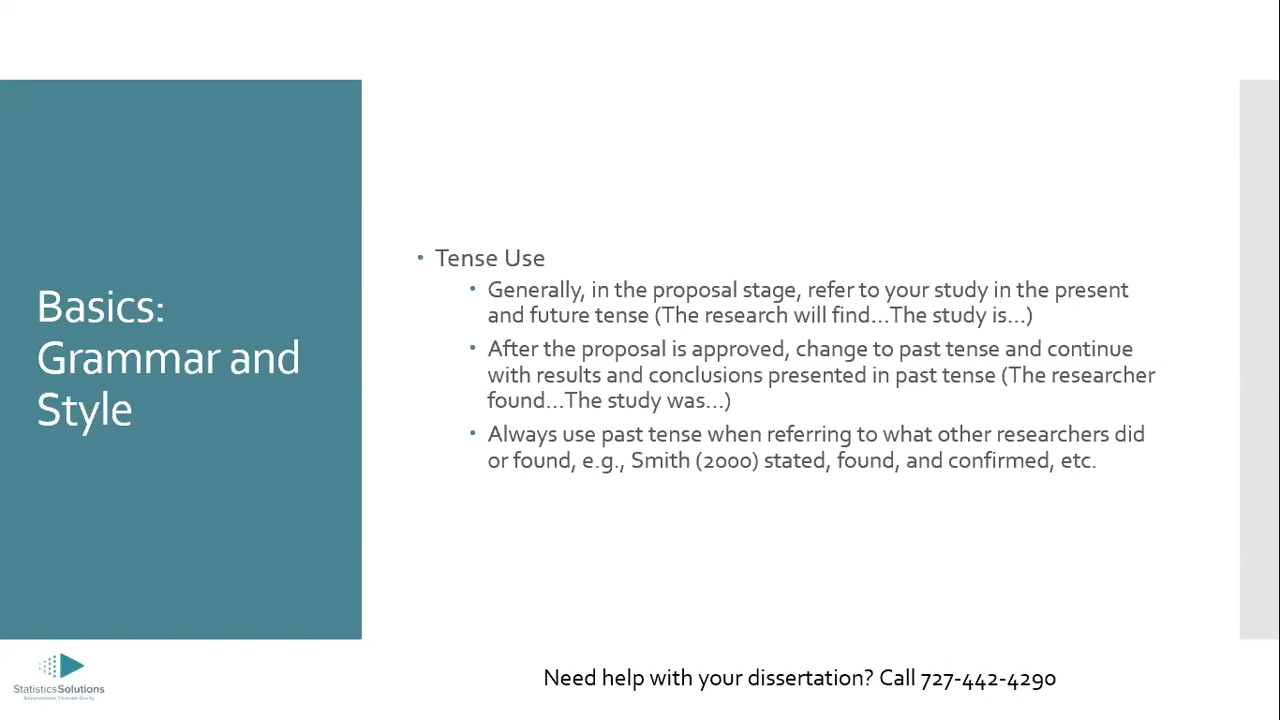 Basics:
Grammar and
Style
• Tense Use
• Generally, in the proposal stage, refer to your study in the present
and future tense (The research will find...The study is...)
• After the proposal is approved, change to past tense and continue
with results and conclusions presented in past tense (The researcher
found...The study was...)
• Always use past tense when referring to what other researchers did
or found, e.g., Smith (2000) stated, found, and confirmed, etc.
StatisticsSolutions
Need help with your dissertation? Call 727-442-4290